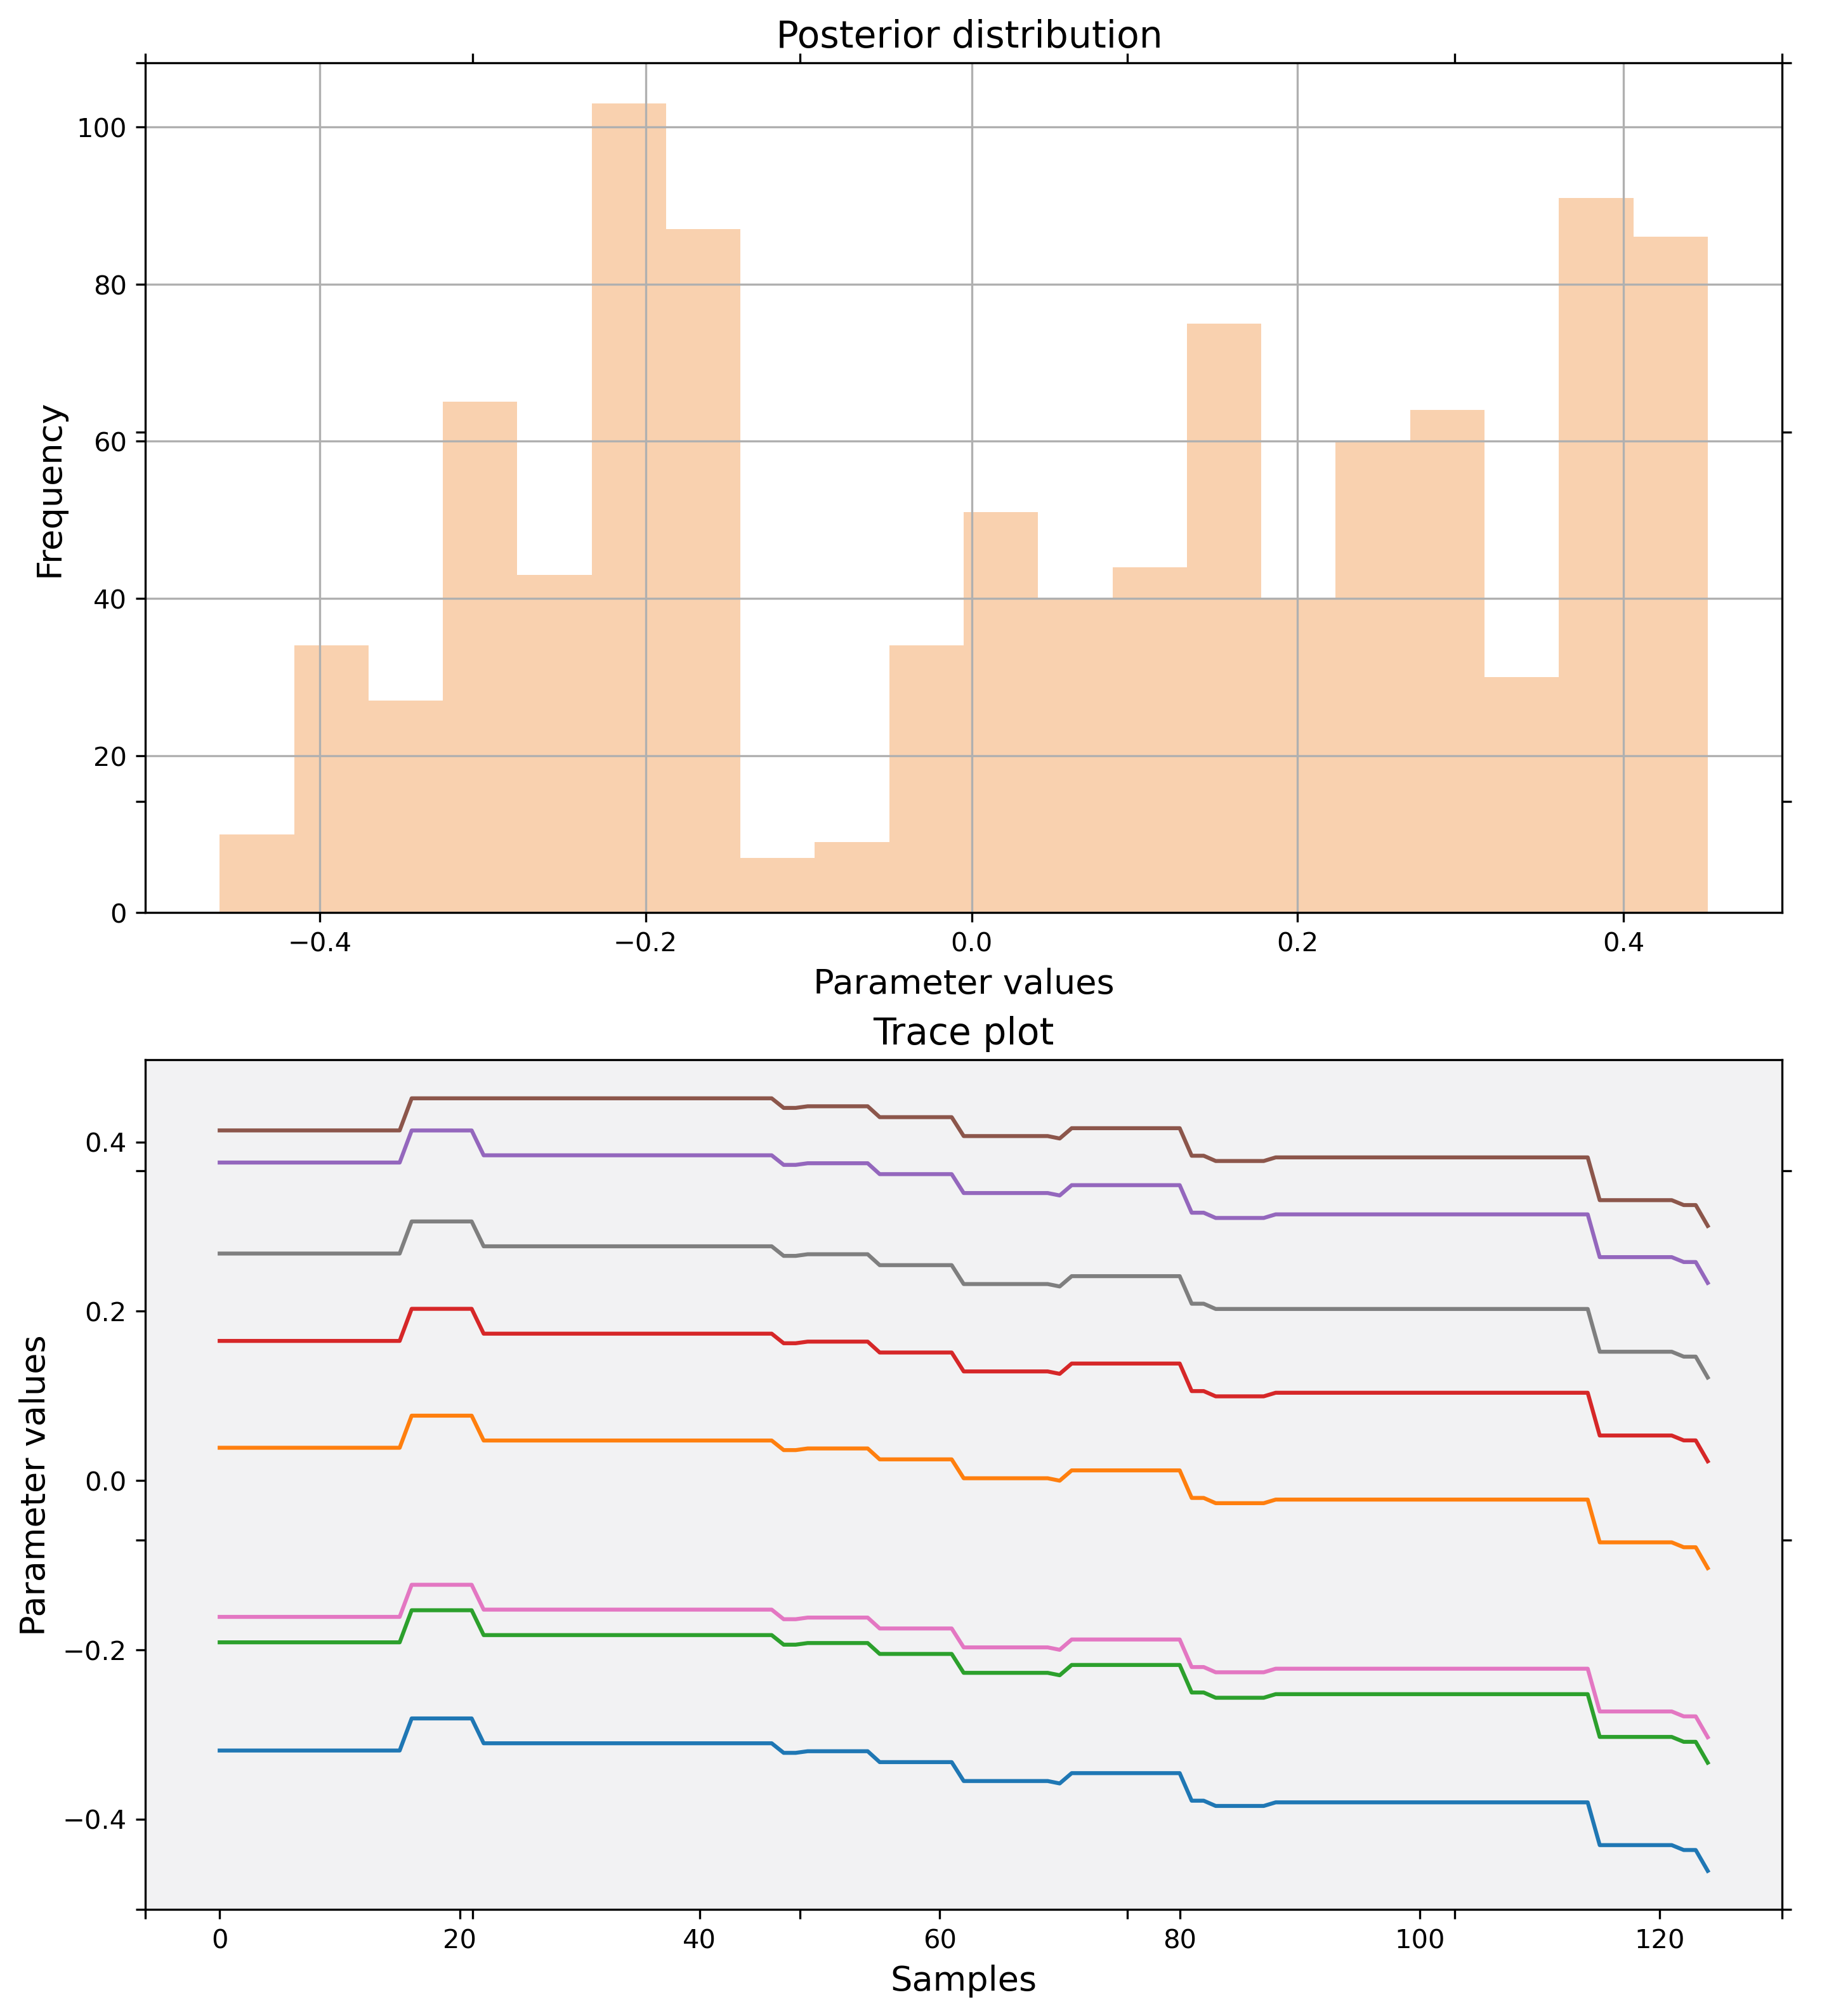 Posterior distribution
100
80
60
40
20
0
Frequency
−0.4 −0.2 0.0 0.2 0.4
Parameter values
Trace plot
0.4
0.2
0.0
−0.2
−0.4
Parameter values
0 20 40 60 80 100 120
Samples